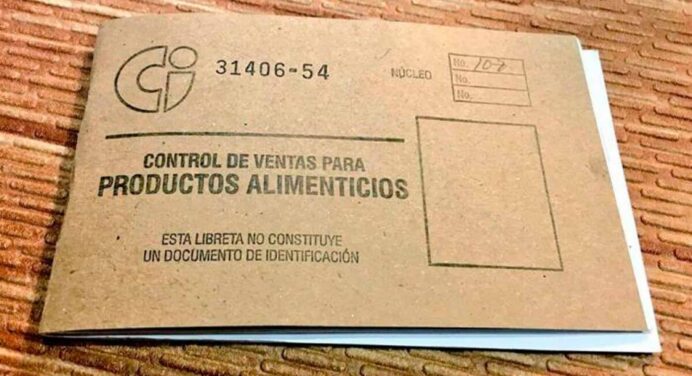 CCI
31406-54
NÚCLEO
No. 107
No.
No.
CONTROL DE VENTAS PARA
PRODUCTOS ALIMENTICIOS
ESTA LIBRETA NO CONSTITUYE
UN DOCUMENTO DE IDENTIFICACIÓN